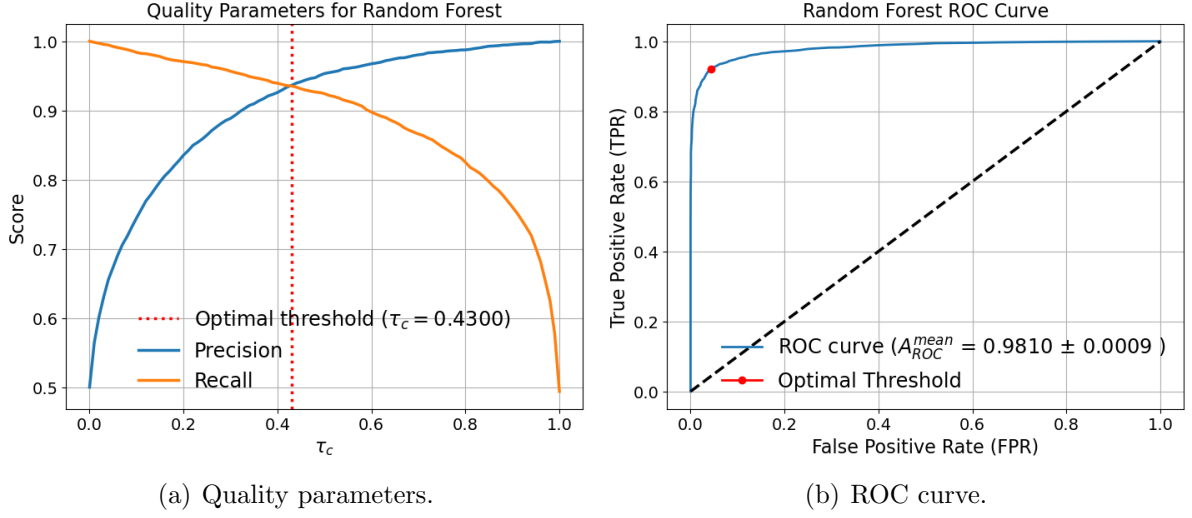 Quality Parameters for Random Forest
1.0
0.9
0.8
0.7
0.6
0.5
Score
Optimal threshold (τc = 0.4300)
Precision
Recall
0.0 0.2 0.4 0.6 0.8 1.0
τc
(a) Quality parameters.
Random Forest ROC Curve
1.0
0.8
0.6
0.4
0.2
0.0
True Positive Rate (TPR)
ROC curve (A_{ROC}^{mean} = 0.9810 ± 0.0009 )
Optimal Threshold
0.0 0.2 0.4 0.6 0.8 1.0
False Positive Rate (FPR)
(b) ROC curve.